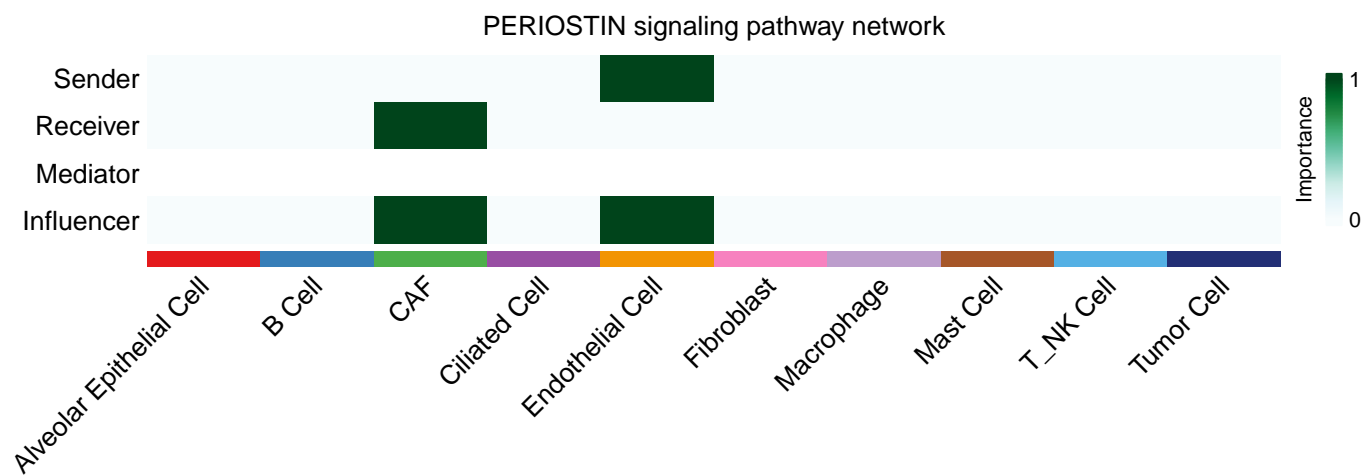 PERIOSTIN signaling pathway network
Sender
Receiver
Mediator
Influencer
Importance
1
0
Alveolar Epithelial Cell
B Cell
CAF
Ciliated Cell
Endothelial Cell
Fibroblast
Macrophage
Mast Cell
T_NK Cell
Tumor Cell